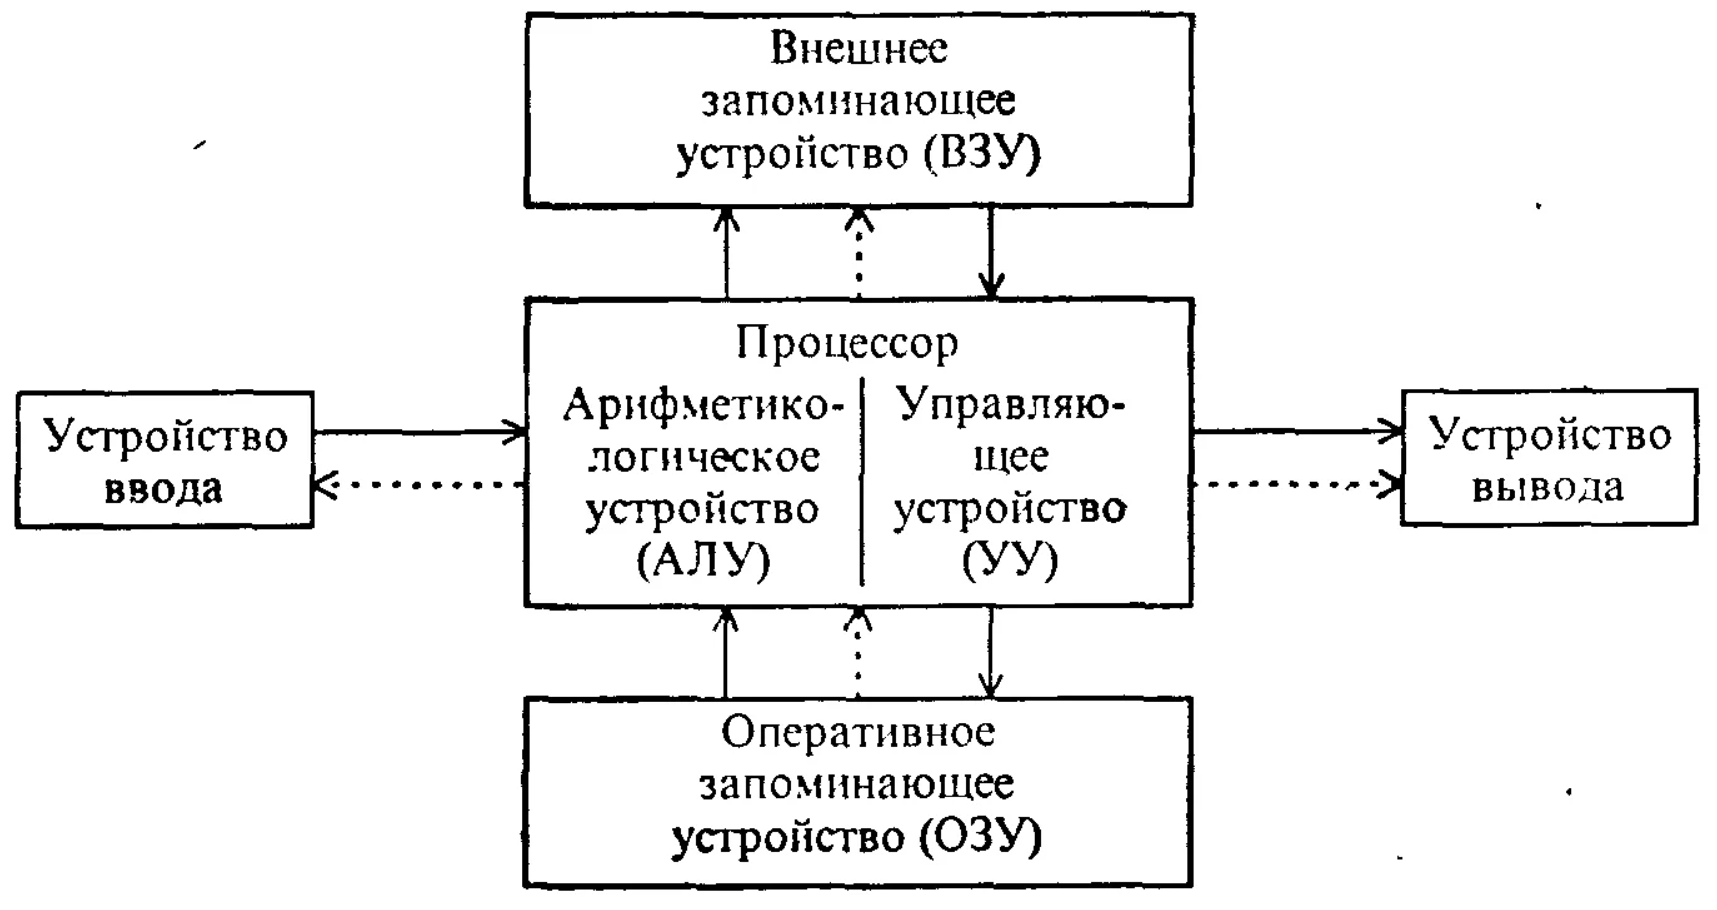 Внешнее
запоминающее
устройство (ВЗУ)
Процессор
Арифметико-
логическое
устройство
(АЛУ)
Управляю-
щее
устройство
(УУ)
Устройство
ввода
Устройство
вывода
Оперативное
запоминающее
устройство (ОЗУ)